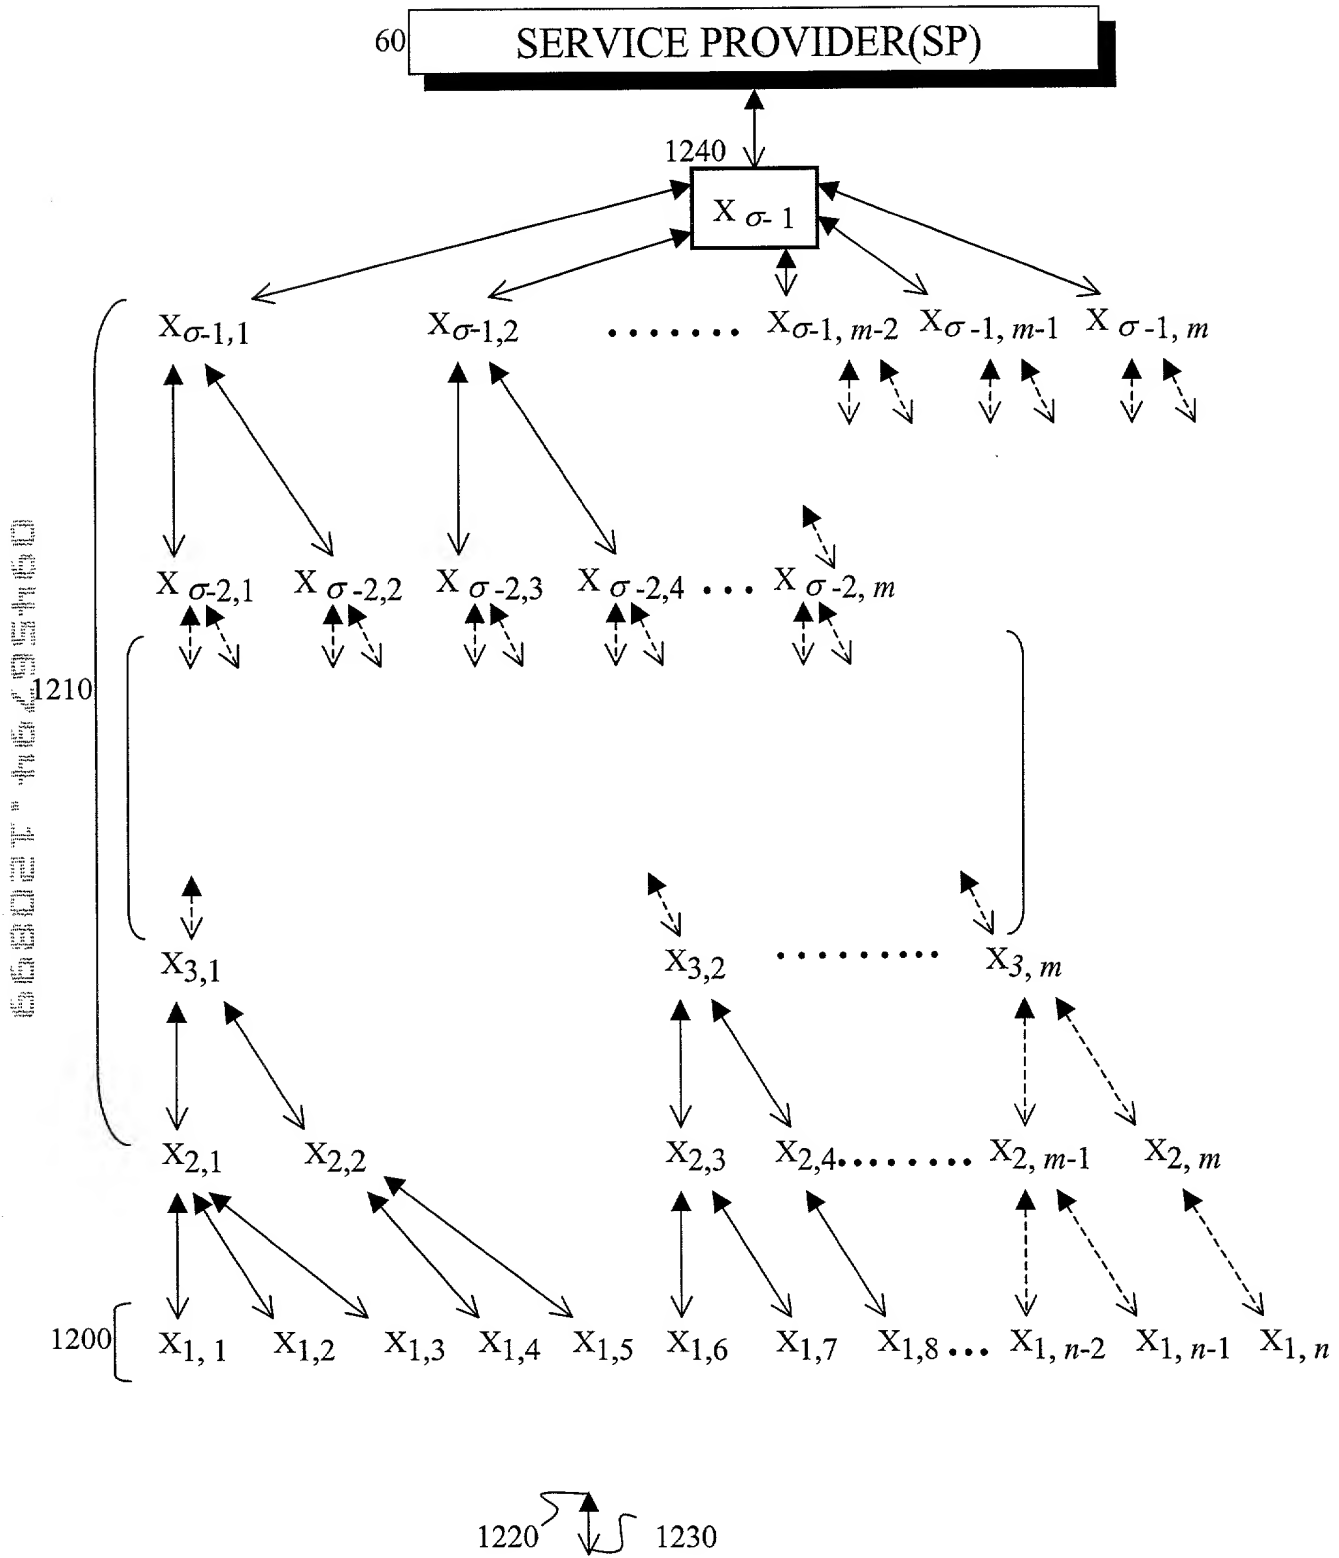 60 SERVICE PROVIDER(SP)
1240
X σ- 1
Xσ-1,1 Xσ-1,2 ....... Xσ-1, m-2 Xσ -1, m-1 X σ -1, m
X σ-2,1 X σ -2,2 X σ -2,3 X σ -2,4 ... X σ -2, m
1210
X3,1 X3,2 ......... X3, m
X2,1 X2,2 X2,3 X2,4........ X2, m-1 X2, m
1200 X1, 1 X1,2 X1,3 X1,4 X1,5 X1,6 X1,7 X1,8... X1, n-2 X1, n-1 X1, n
1220 1230